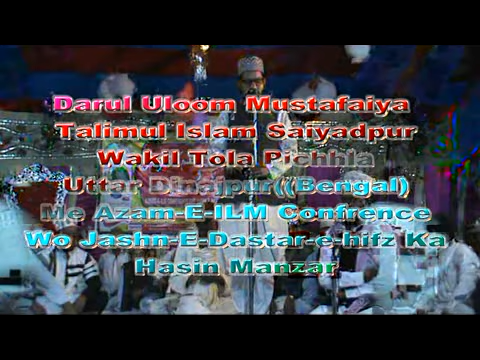 Darul Uloom Mustafaiya
Talimul Islam Saiyadpur
Wakil Tola Pichhla
Uttar Dinajpur((Bengal)
Me Azam-E-ILM Confrence
Wo Jashn-E-Dastar-e-hifz Ka
Hasin Manzar